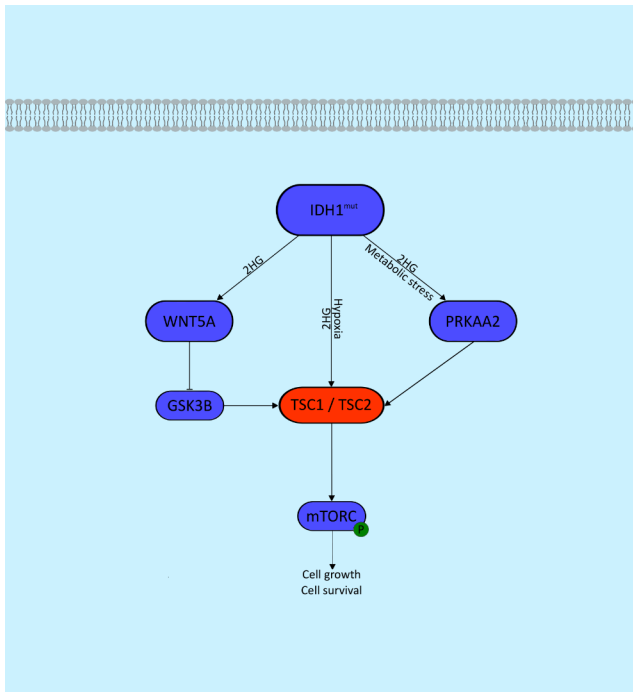 IDH1mut
2HG
2HG
Metabolic stress
Hypoxia
2HG
WNT5A
PRKAA2
GSK3B
TSC1 / TSC2
mTORC
P
Cell growth
Cell survival